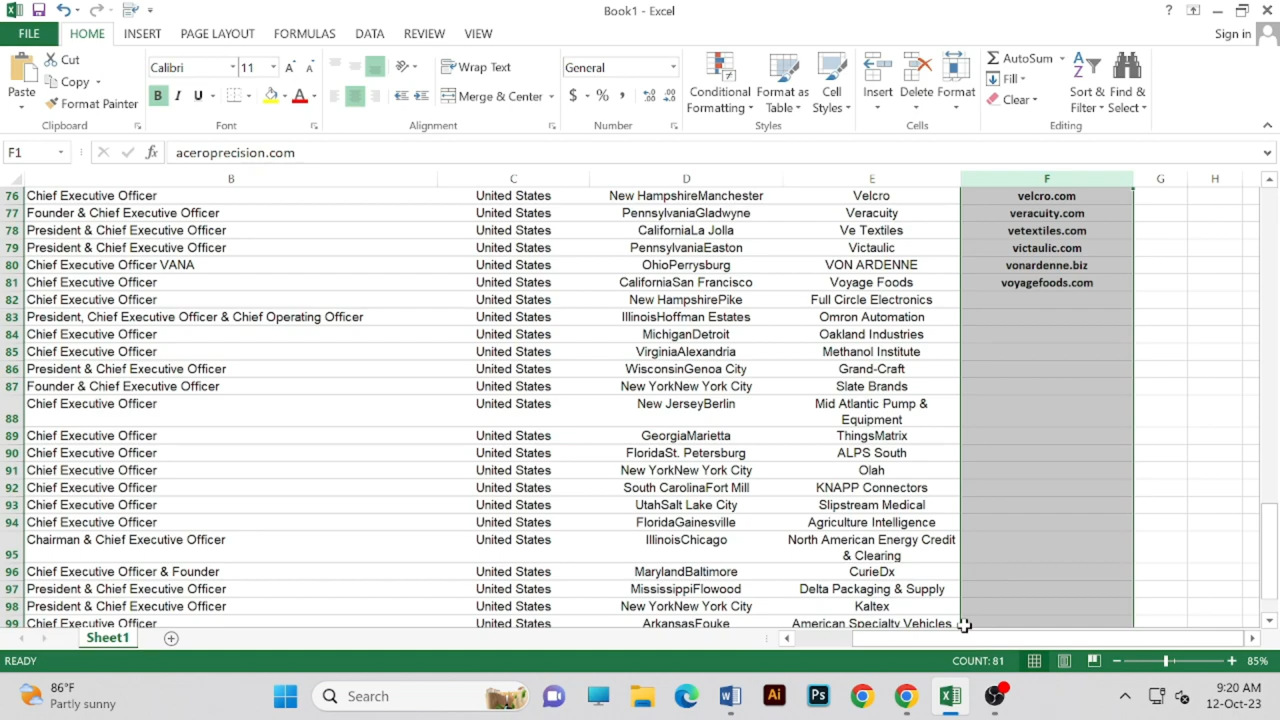 Book1 - Excel
?
FILE HOME INSERT PAGE LAYOUT FORMULAS DATA REVIEW VIEW Sign in
Paste
Cut
Copy
Format Painter
Clipboard
Calibri 11
B I U
Font
Wrap Text
Merge & Center
Alignment
General
$ % ,
Number
Conditional Formatting
Format as Table
Cell Styles
Styles
Insert Delete Format
Cells
AutoSum
Fill
Clear
Sort & Filter
Find & Select
Editing
F1 fx aceroprecision.com
B C D E F G H
76 Chief Executive Officer United States New HampshireManchester Velcro velcro.com
77 Founder & Chief Executive Officer United States PennsylvaniaGladwyne Veracuity veracuity.com
78 President & Chief Executive Officer United States CaliforniaLa Jolla Ve Textiles vetextiles.com
79 President & Chief Executive Officer United States PennsylvaniaEaston Victaulic victaulic.com
80 Chief Executive Officer VANA United States OhioPerrysburg VON ARDENNE vonardenne.biz
81 Chief Executive Officer United States CaliforniaSan Francisco Voyage Foods voyagefoods.com
82 Chief Executive Officer United States New HampshirePike Full Circle Electronics
83 President, Chief Executive Officer & Chief Operating Officer United States IllinoisHoffman Estates Omron Automation
84 Chief Executive Officer United States MichiganDetroit Oakland Industries
85 Chief Executive Officer United States VirginiaAlexandria Methanol Institute
86 President & Chief Executive Officer United States WisconsinGenoa City Grand-Craft
87 Founder & Chief Executive Officer United States New YorkNew York City Slate Brands
88 Chief Executive Officer United States New JerseyBerlin Mid Atlantic Pump &
Equipment
89 Chief Executive Officer United States GeorgiaMarietta ThingsMatrix
90 Chief Executive Officer United States FloridaSt. Petersburg ALPS South
91 Chief Executive Officer United States New YorkNew York City Olah
92 Chief Executive Officer United States South CarolinaFort Mill KNAPP Connectors
93 Chief Executive Officer United States UtahSalt Lake City Slipstream Medical
94 Chief Executive Officer United States FloridaGainesville Agriculture Intelligence
95 Chairman & Chief Executive Officer United States IllinoisChicago North American Energy Credit
& Clearing
96 Chief Executive Officer & Founder United States MarylandBaltimore CurieDx
97 President & Chief Executive Officer United States MississippiFlowood Delta Packaging & Supply
98 President & Chief Executive Officer United States New YorkNew York City Kaltex
99 Chief Executive Officer United States ArkansasFouke American Specialty Vehicles
Sheet1
READY COUNT: 81 85%
86°F
Partly sunny
Search
W Ai Ps X
9:20 AM
12-Oct-23